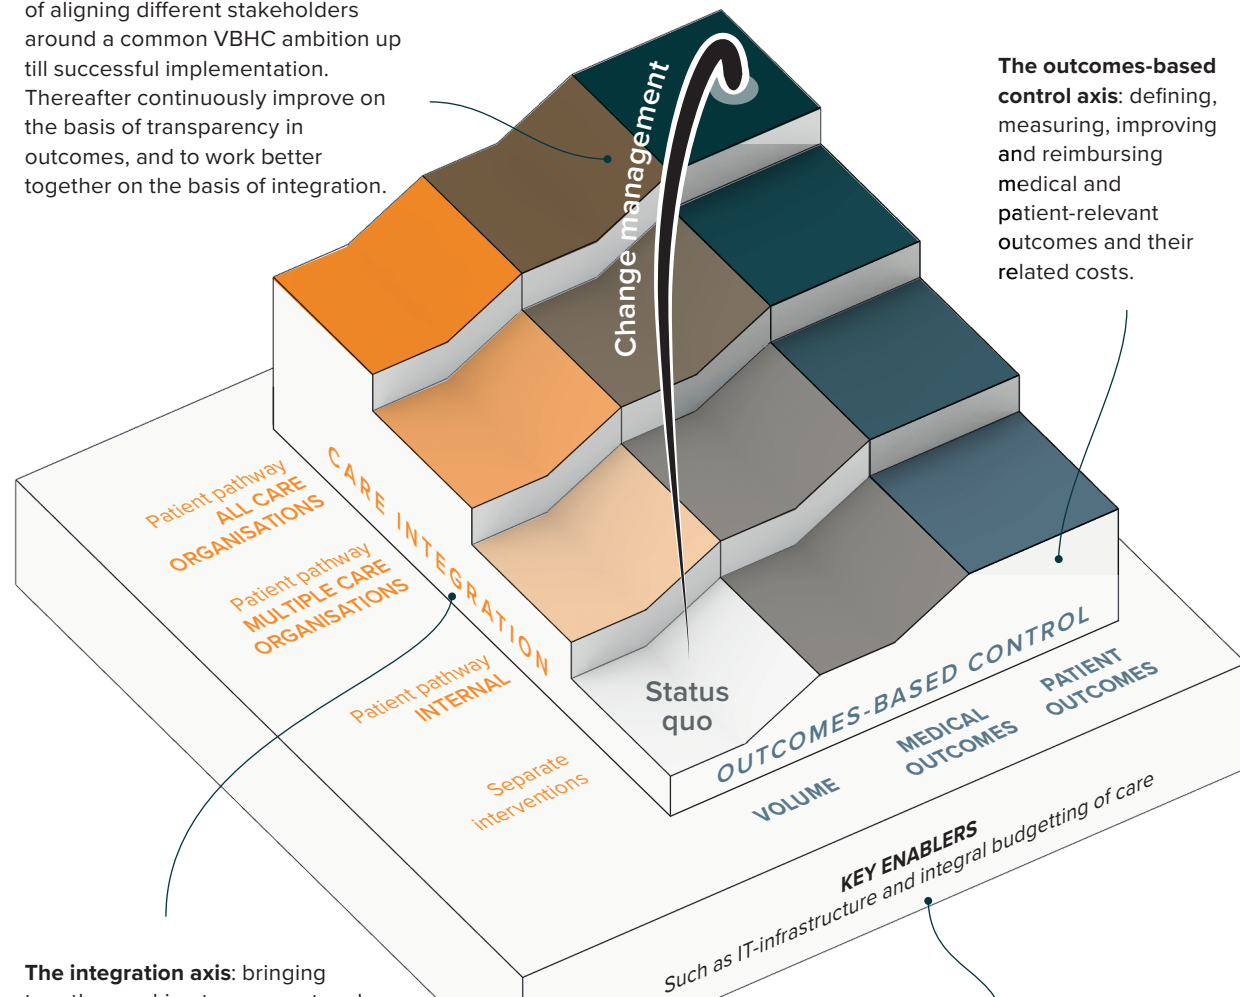 of aligning different stakeholders
around a common VBHC ambition up
till successful implementation.
Thereafter continuously improve on
the basis of transparency in
outcomes, and to work better
together on the basis of integration.
The outcomes-based
control axis: defining,
measuring, improving
and reimbursing
medical and
patient-relevant
outcomes and their
related costs.
Change management
CARE INTEGRATION
Patient pathway
ALL CARE
ORGANISATIONS
Patient pathway
MULTIPLE CARE
ORGANISATIONS
Patient pathway
INTERNAL
Separate
interventions
Status
quo
OUTCOMES-BASED CONTROL
VOLUME
MEDICAL
OUTCOMES
PATIENT
OUTCOMES
KEY ENABLERS
Such as IT-infrastructure and integral budgetting of care
The integration axis: bringing